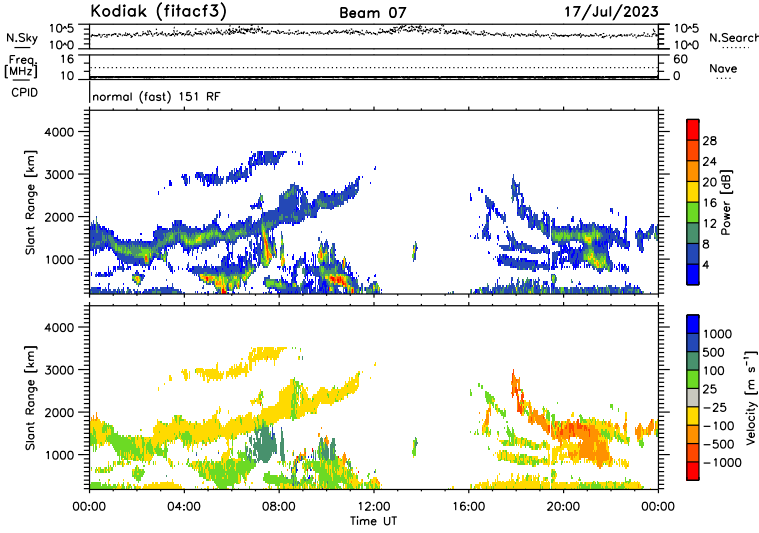 Kodiak (fitacf3) Beam 07 17/Jul/2023
N.Sky 10^5 10^0 10^5 10^0 N.Search
Freq. [MHz] 16 10 60 0 Nave
CPID normal (fast) 151 RF
Slant Range [km] 4000 3000 2000 1000
28 24 20 16 12 8 4 Power [dB]
Slant Range [km] 4000 3000 2000 1000
1000 500 100 25 −25 −100 −500 −1000 Velocity [m s⁻¹]
00:00 04:00 08:00 12:00 16:00 20:00 00:00
Time UT